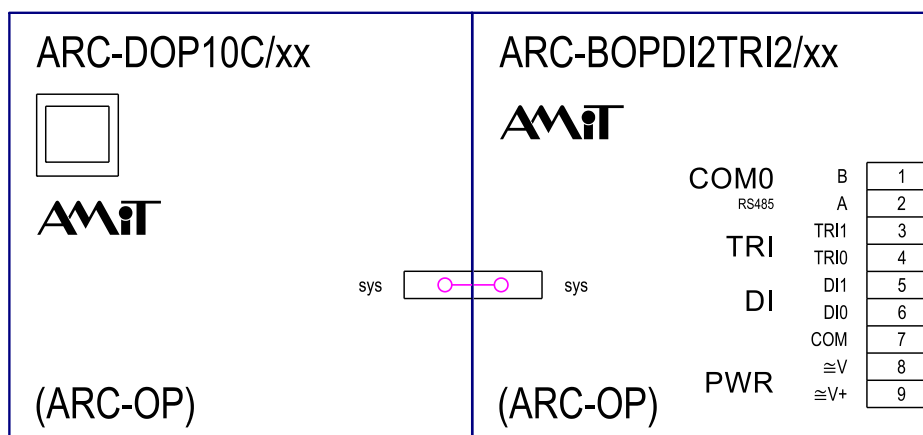 ARC-DOP10C/xx
AMiT
sys
(ARC-OP)
ARC-BOPDI2TRI2/xx
AMiT
COM0
RS485
TRI
DI
PWR
sys
(ARC-OP)
B 1
A 2
TRI1 3
TRI0 4
DI1 5
DI0 6
COM 7
≅V 8
≅V+ 9